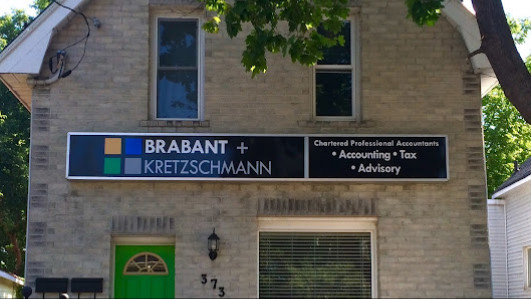 BRABANT +
KRETZSCHMANN
Chartered Professional Accountants
• Accounting • Tax
• Advisory
373